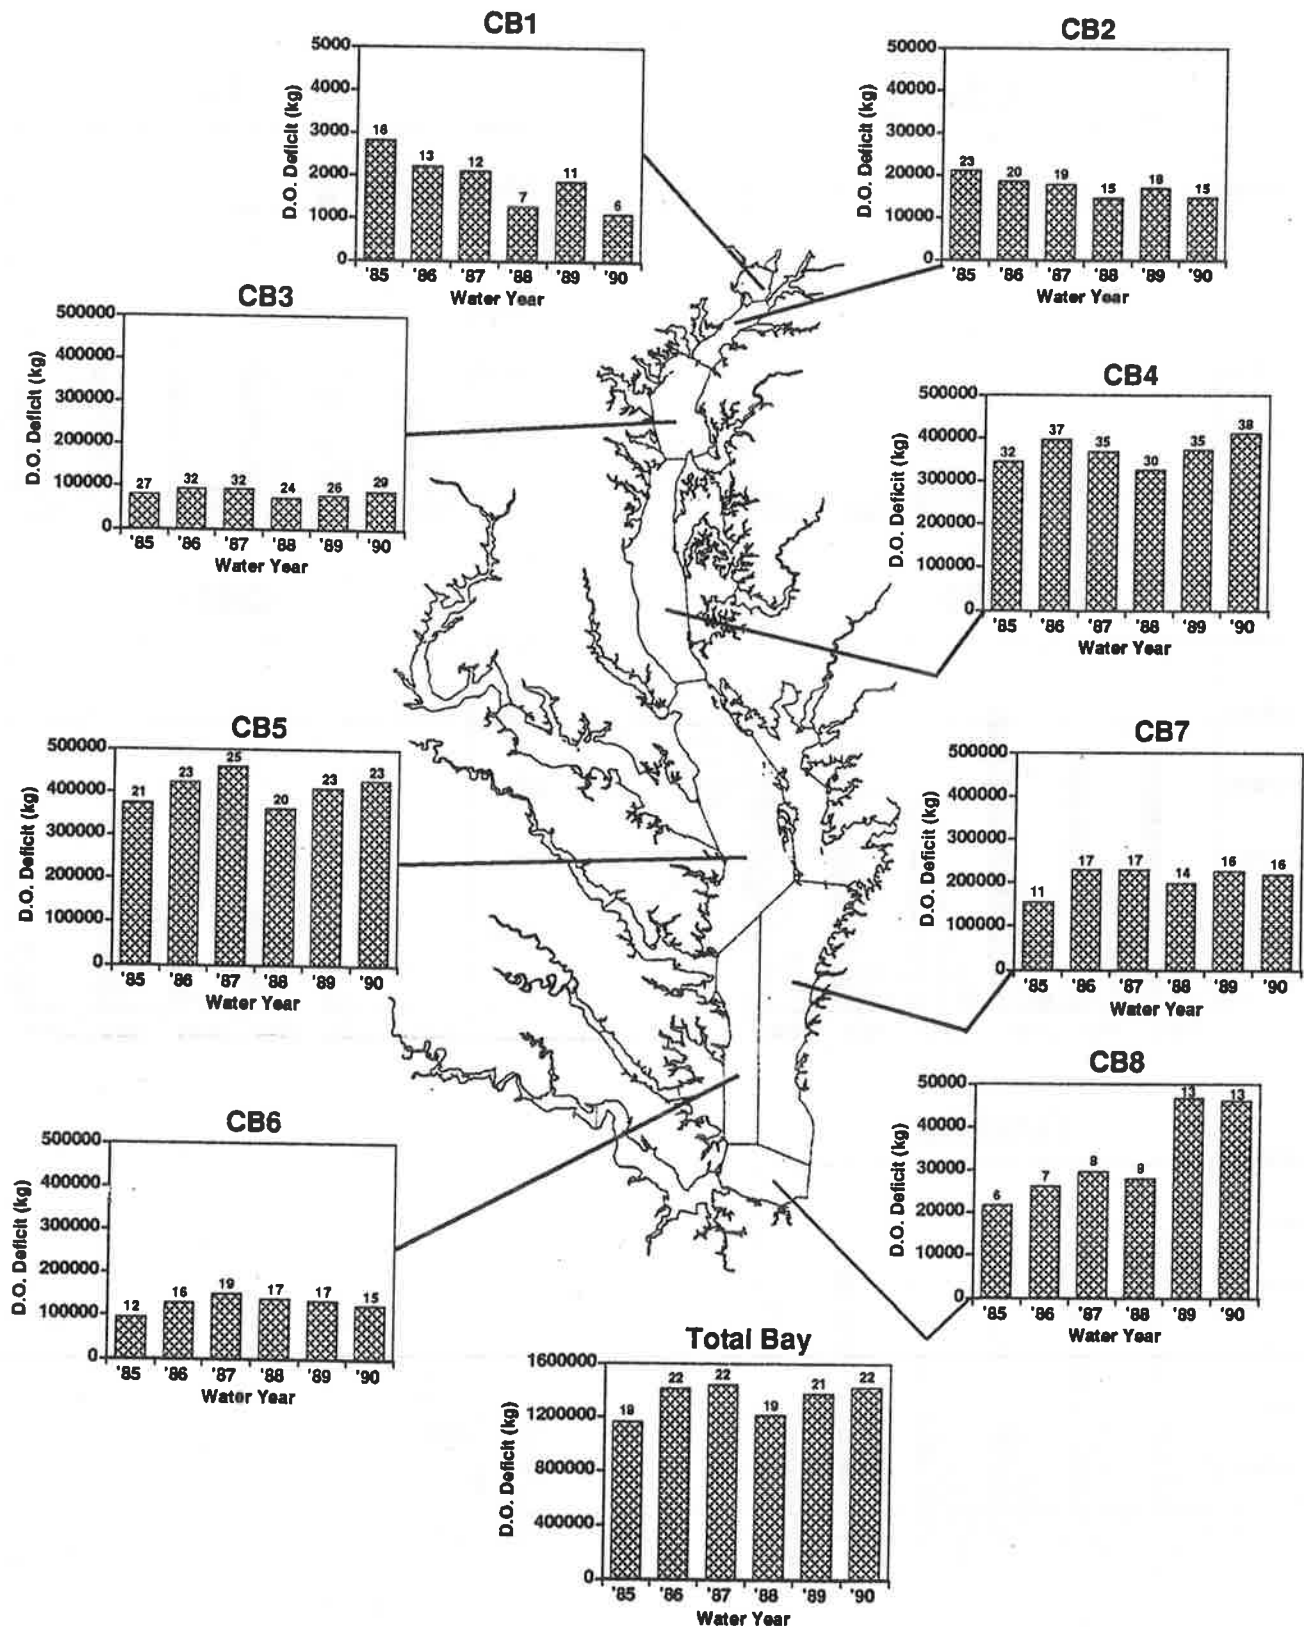 CB1
D.O. Deficit (kg)
5000
4000
3000
2000
1000
0
16
13
12
7
11
6
'85 '86 '87 '88 '89 '90
Water Year
CB2
D.O. Deficit (kg)
50000
40000
30000
20000
10000
0
23
20
19
15
18
15
'85 '86 '87 '88 '89 '90
Water Year
CB3
D.O. Deficit (kg)
500000
400000
300000
200000
100000
0
27
32
32
24
26
29
'85 '86 '87 '88 '89 '90
Water Year
CB4
D.O. Deficit (kg)
500000
400000
300000
200000
100000
0
32
37
35
30
35
38
'85 '86 '87 '88 '89 '90
Water Year
CB5
D.O. Deficit (kg)
500000
400000
300000
200000
100000
0
21
23
25
20
23
23
'85 '86 '87 '88 '89 '90
Water Year
CB7
D.O. Deficit (kg)
500000
400000
300000
200000
100000
0
11
17
17
14
16
16
'85 '86 '87 '88 '89 '90
Water Year
CB6
D.O. Deficit (kg)
500000
400000
300000
200000
100000
0
12
16
19
17
17
15
'85 '86 '87 '88 '89 '90
Water Year
CB8
D.O. Deficit (kg)
50000
40000
30000
20000
10000
0
6
7
13
13
'85 '86 '87 '88 '89 '90
Water Year
Total Bay
D.O. Deficit (kg)
1600000
1200000
800000
400000
0
22
22
19
21
22
'85 '86 '87 '88 '89 '90
Water Year